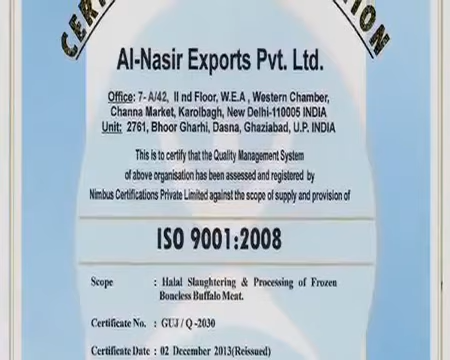 Al-Nasir Exports Pvt. Ltd.
Office: 7- A/42, II nd Floor, W.E.A , Western Chamber,
Channa Market, Karolbagh, New Delhi-110005 INDIA
Unit: 2761, Bhoor Gharhi, Dasna, Ghaziabad, U.P. INDIA
This is to certify that the Quality Management System
of above organisation has been assessed and registered by
Nimbus Certifications Private Limited against the scope of supply and provision of
ISO 9001:2008
Scope : Halal Slaughtering & Processing of Frozen
Boneless Buffalo Meat.
Certificate No. : GUJ/Q-2030
Certificate Date : 02 December 2013(Reissued)